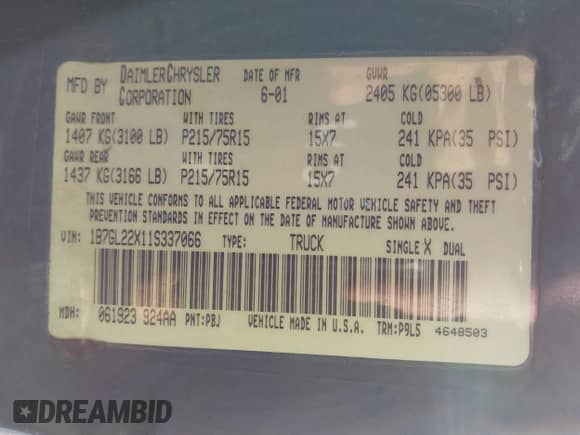 MFD BY DAIMLERCHRYSLER CORPORATION DATE OF MFR 6-01 GVWR 2405 KG(05300 LB)
GAWR FRONT WITH TIRES RIMS AT COLD
1407 KG(3100 LB) P215/75R15 15X7 241 KPA(35 PSI)
GAWR REAR WITH TIRES RIMS AT COLD
1437 KG(3166 LB) P215/75R15 15X7 241 KPA(35 PSI)
THIS VEHICLE CONFORMS TO ALL APPLICABLE FEDERAL MOTOR VEHICLE SAFETY AND THEFT
PREVENTION STANDARDS IN EFFECT ON THE DATE OF MANUFACTURE SHOWN ABOVE.
VIN: 1B7GL22X11S337066 TYPE: TRUCK SINGLE X DUAL
MDH: 061923 924AA PNT:PBJ VEHICLE MADE IN U.S.A. TRM:P9L5 4648503
DREAMBID